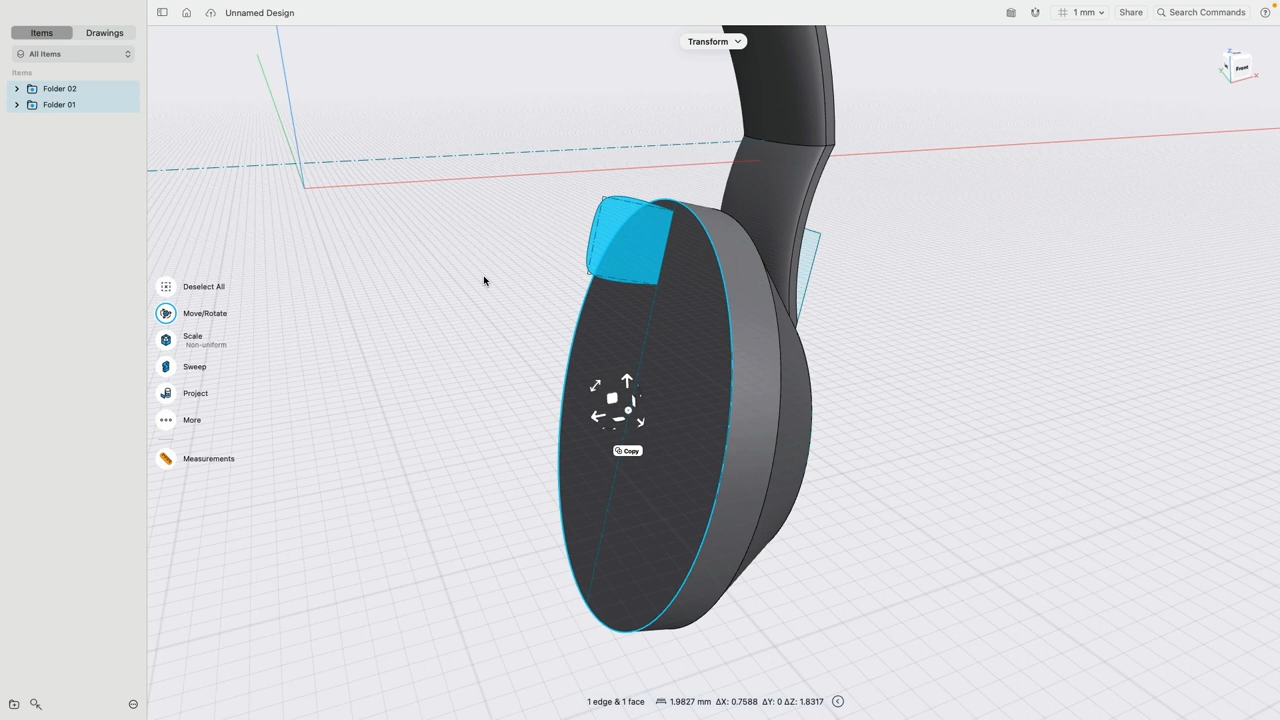 Unnamed Design
1 mm
Share
Search Commands
Items
Drawings
All Items
Items
Folder 02
Folder 01
Transform
Front
Z
X
Deselect All
Move/Rotate
Scale
Non-uniform
Sweep
Project
More
Measurements
Copy
1 edge & 1 face
1.9827 mm ΔX: 0.7588 ΔY: 0 ΔZ: 1.8317